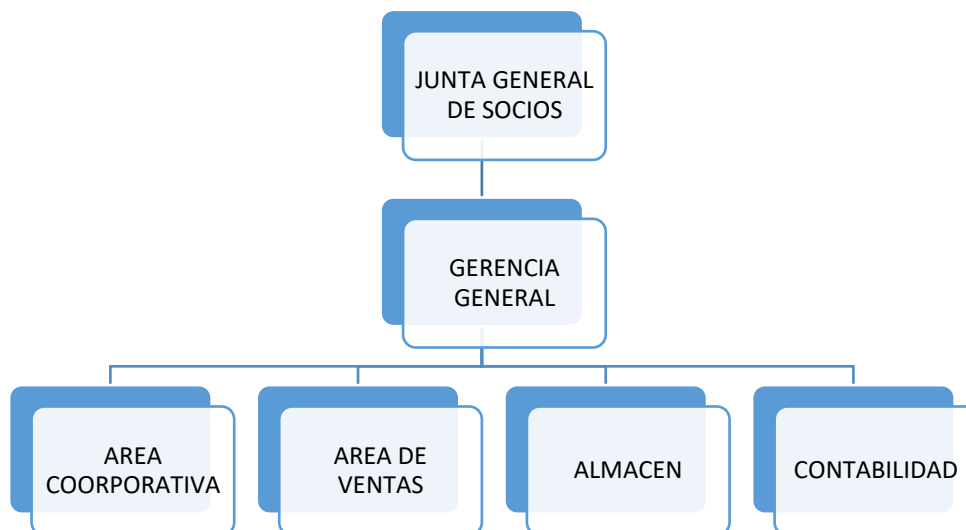 JUNTA GENERAL
DE SOCIOS
GERENCIA
GENERAL
AREA
COORPORATIVA
AREA DE
VENTAS
ALMACEN
CONTABILIDAD